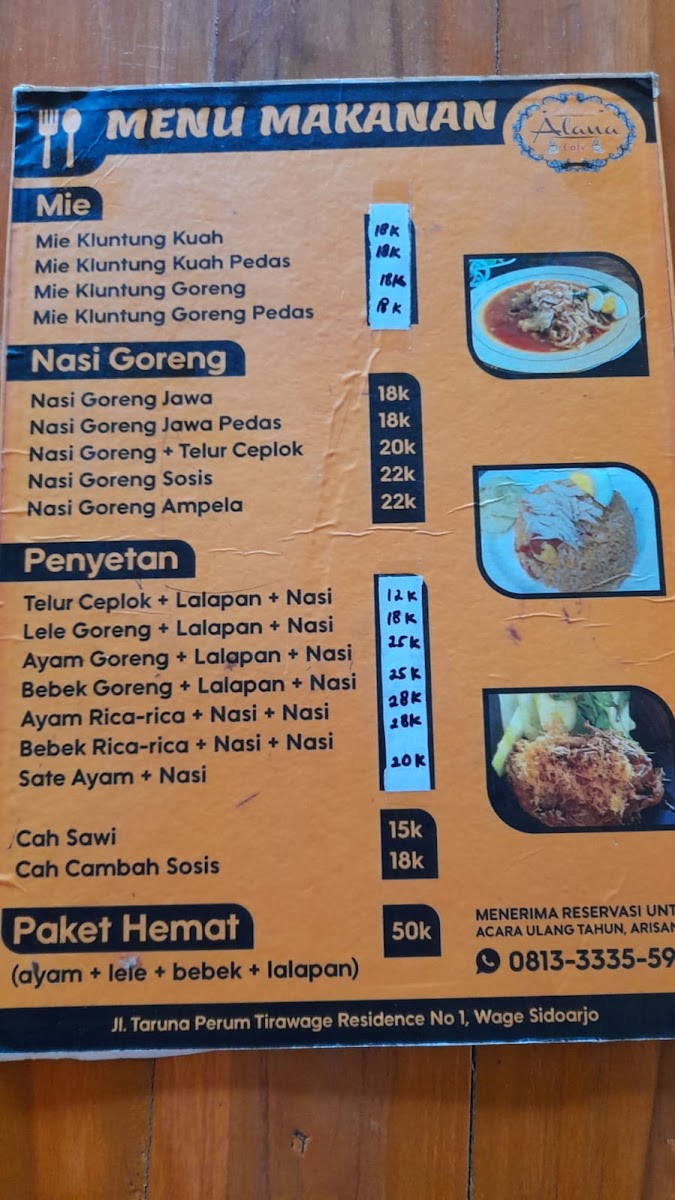 MENU MAKANAN
Alana
Cafe
Mie
Mie Kluntung Kuah 18K
Mie Kluntung Kuah Pedas 18K
Mie Kluntung Goreng 18K
Mie Kluntung Goreng Pedas 18K
Nasi Goreng
Nasi Goreng Jawa 18k
Nasi Goreng Jawa Pedas 18k
Nasi Goreng + Telur Ceplok 20k
Nasi Goreng Sosis 22k
Nasi Goreng Ampela 22k
Penyetan
Telur Ceplok + Lalapan + Nasi 12K
Lele Goreng + Lalapan + Nasi 18K
Ayam Goreng + Lalapan + Nasi 25K
Bebek Goreng + Lalapan + Nasi 25K
Ayam Rica-rica + Nasi + Nasi 28K
Bebek Rica-rica + Nasi + Nasi 28K
Sate Ayam + Nasi 20K
Cah Sawi 15k
Cah Cambah Sosis 18k
Paket Hemat 50k
(ayam + lele + bebek + lalapan)
MENERIMA RESERVASI UNT
ACARA ULANG TAHUN, ARISAN
0813-3335-59
Jl. Taruna Perum Tirawage Residence No 1, Wage Sidoarjo